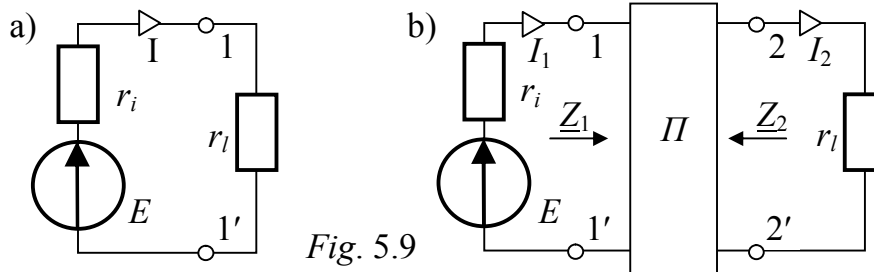 a)
I
1
r_i
r_l
E
1′
b)
I_1
1
2
I_2
r_i
Z_1
Π
Z_2
r_l
E
1′
2′
Fig. 5.9